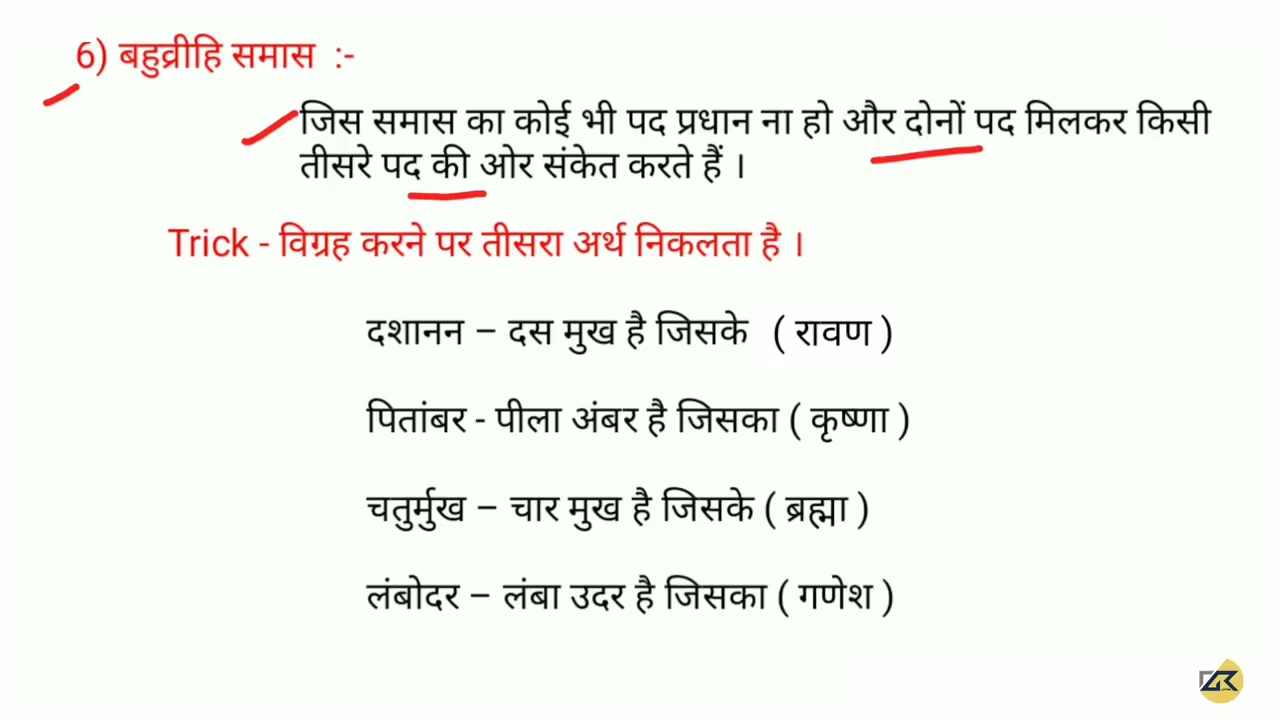 6) बहुव्रीहि समास :-
जिस समास का कोई भी पद प्रधान ना हो और दोनों पद मिलकर किसी
तीसरे पद की ओर संकेत करते हैं ।
Trick - विग्रह करने पर तीसरा अर्थ निकलता है ।
दशानन – दस मुख है जिसके ( रावण )
पितांबर - पीला अंबर है जिसका ( कृष्णा )
चतुर्मुख – चार मुख है जिसके ( ब्रह्मा )
लंबोदर – लंबा उदर है जिसका ( गणेश )